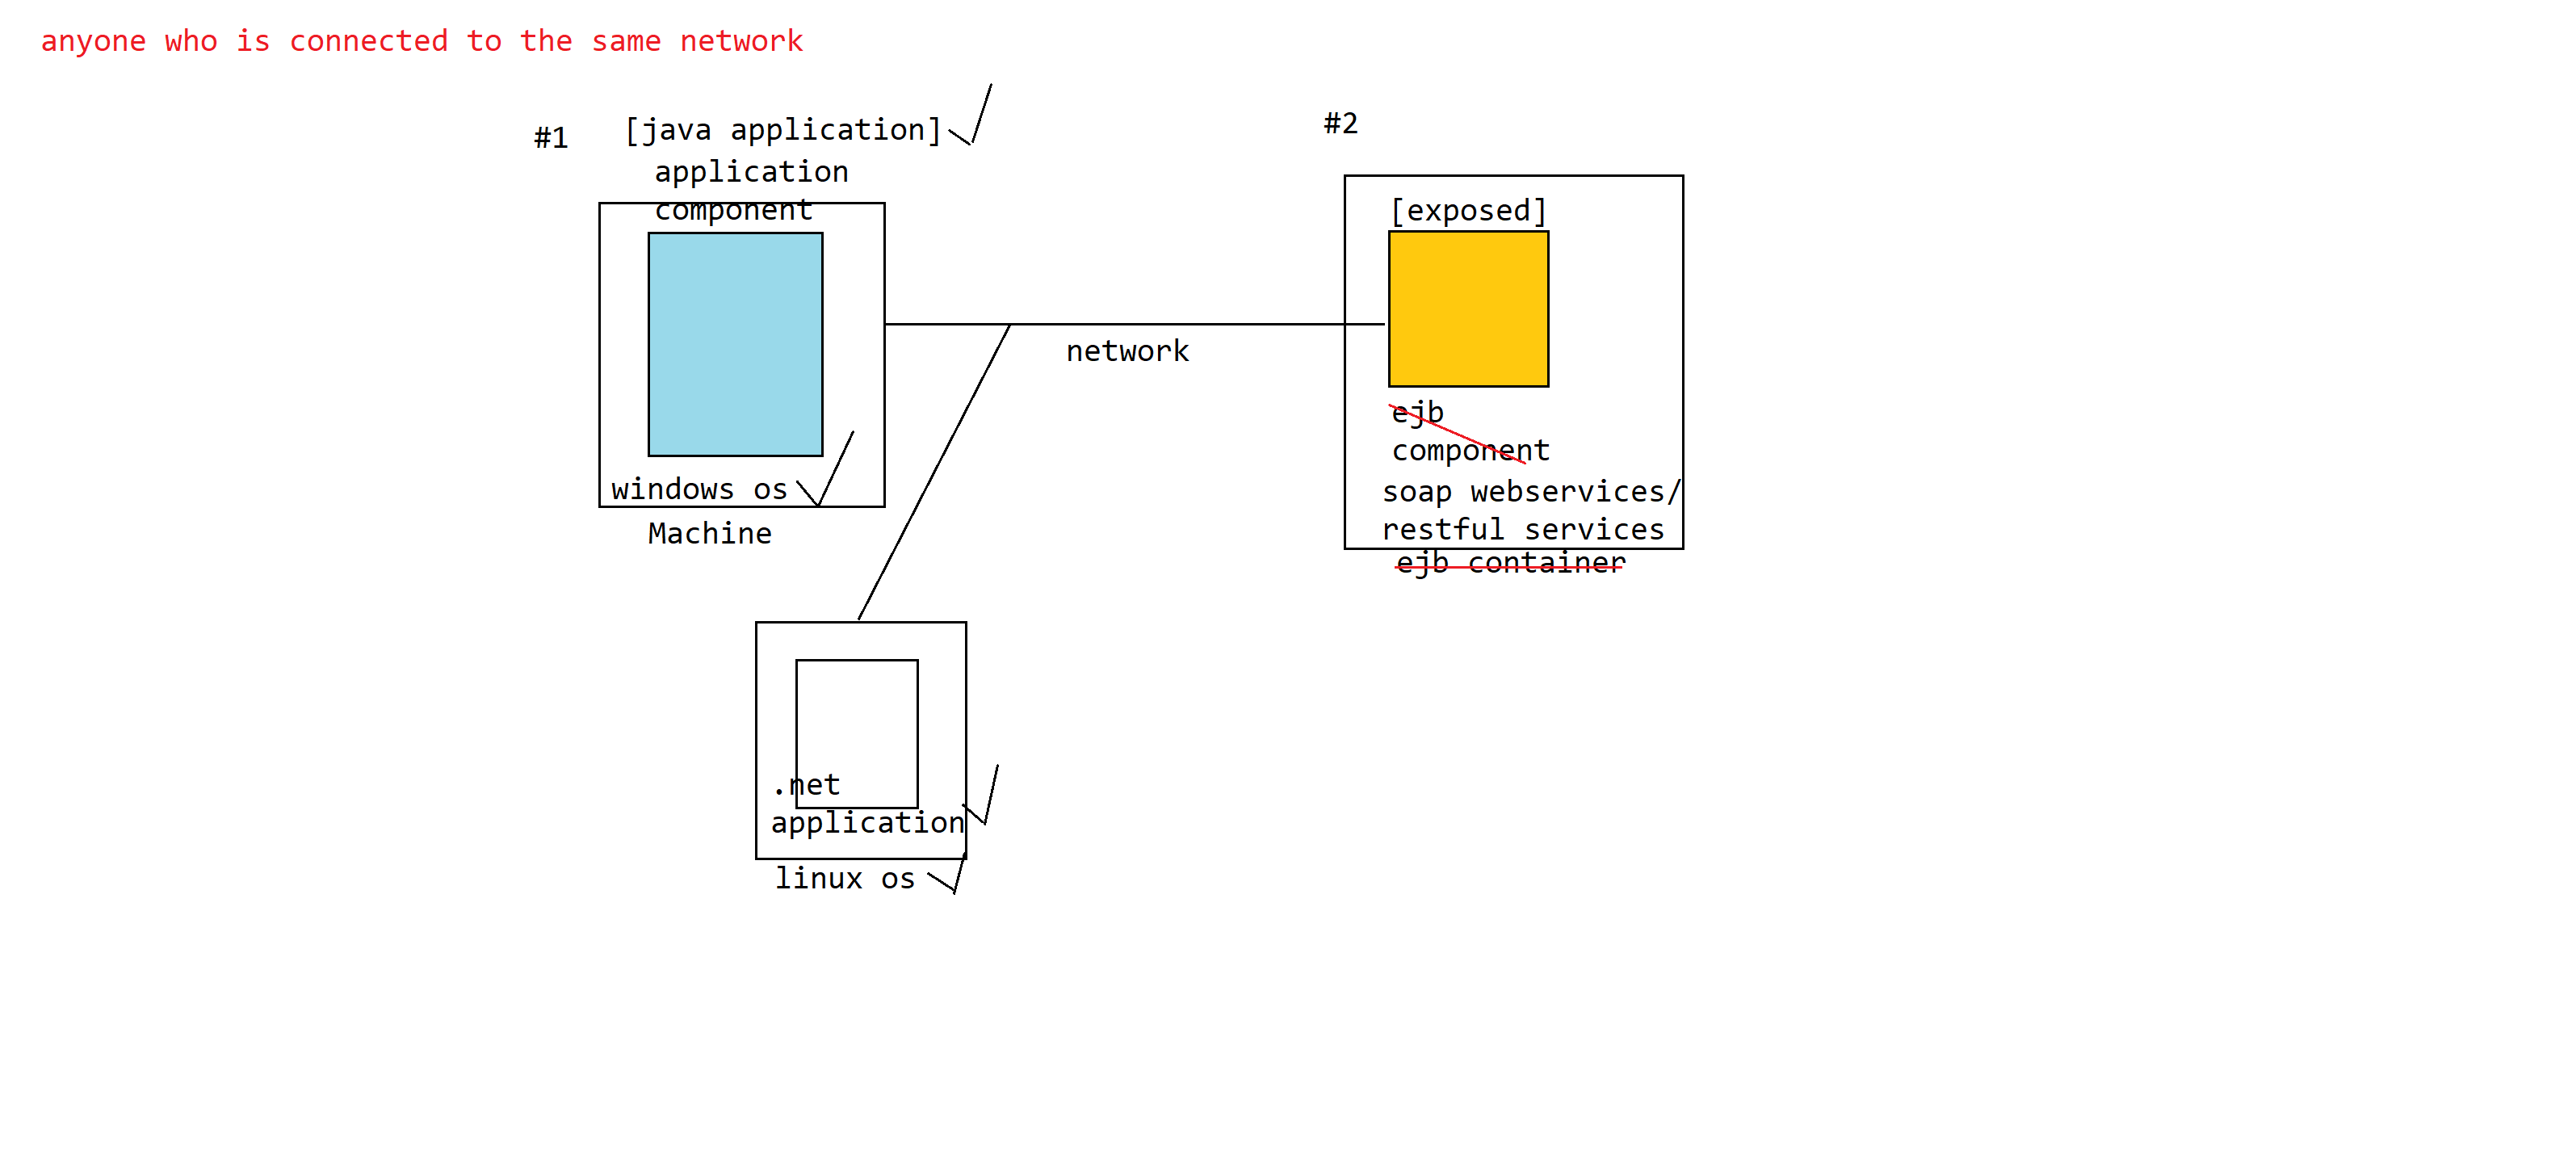 anyone who is connected to the same network
#1
[java application]
application
component
windows os
Machine
network
#2
[exposed]
ejb
component
soap webservices/
restful services
ejb container
.net
application
linux os